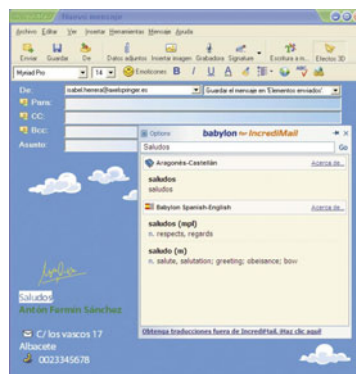 Nuevo mensaje
Archivo Editar Ver Insertar Herramientas Mensaje Ayuda
Enviar Guardar De Datos adjuntos Insertar imagen Grabadora Signature Escritura a m... Efectos 3D
Myriad Pro 14 Emoticones B I U A
De: isabel.herrera@axelspringer.es Guardar el mensaje en 'Elementos enviados'
Para:
CC:
Bcc:
Asunto:
Options babylon for IncrediMail
Saludos Go
Aragonés-Castellán Acerca de...
saludos
saludos
Babylon Spanish-English Acerca de...
saludos (mpl)
n. respects, regards
saludo (m)
n. salute, salutation; greeting; obeisance; bow
Obtenga traducciones fuera de IncrediMail. ¡Haz clic aquí!
Saludos
Antón Fermín Sánchez
C/ los vascos 17
Albacete
0023345678